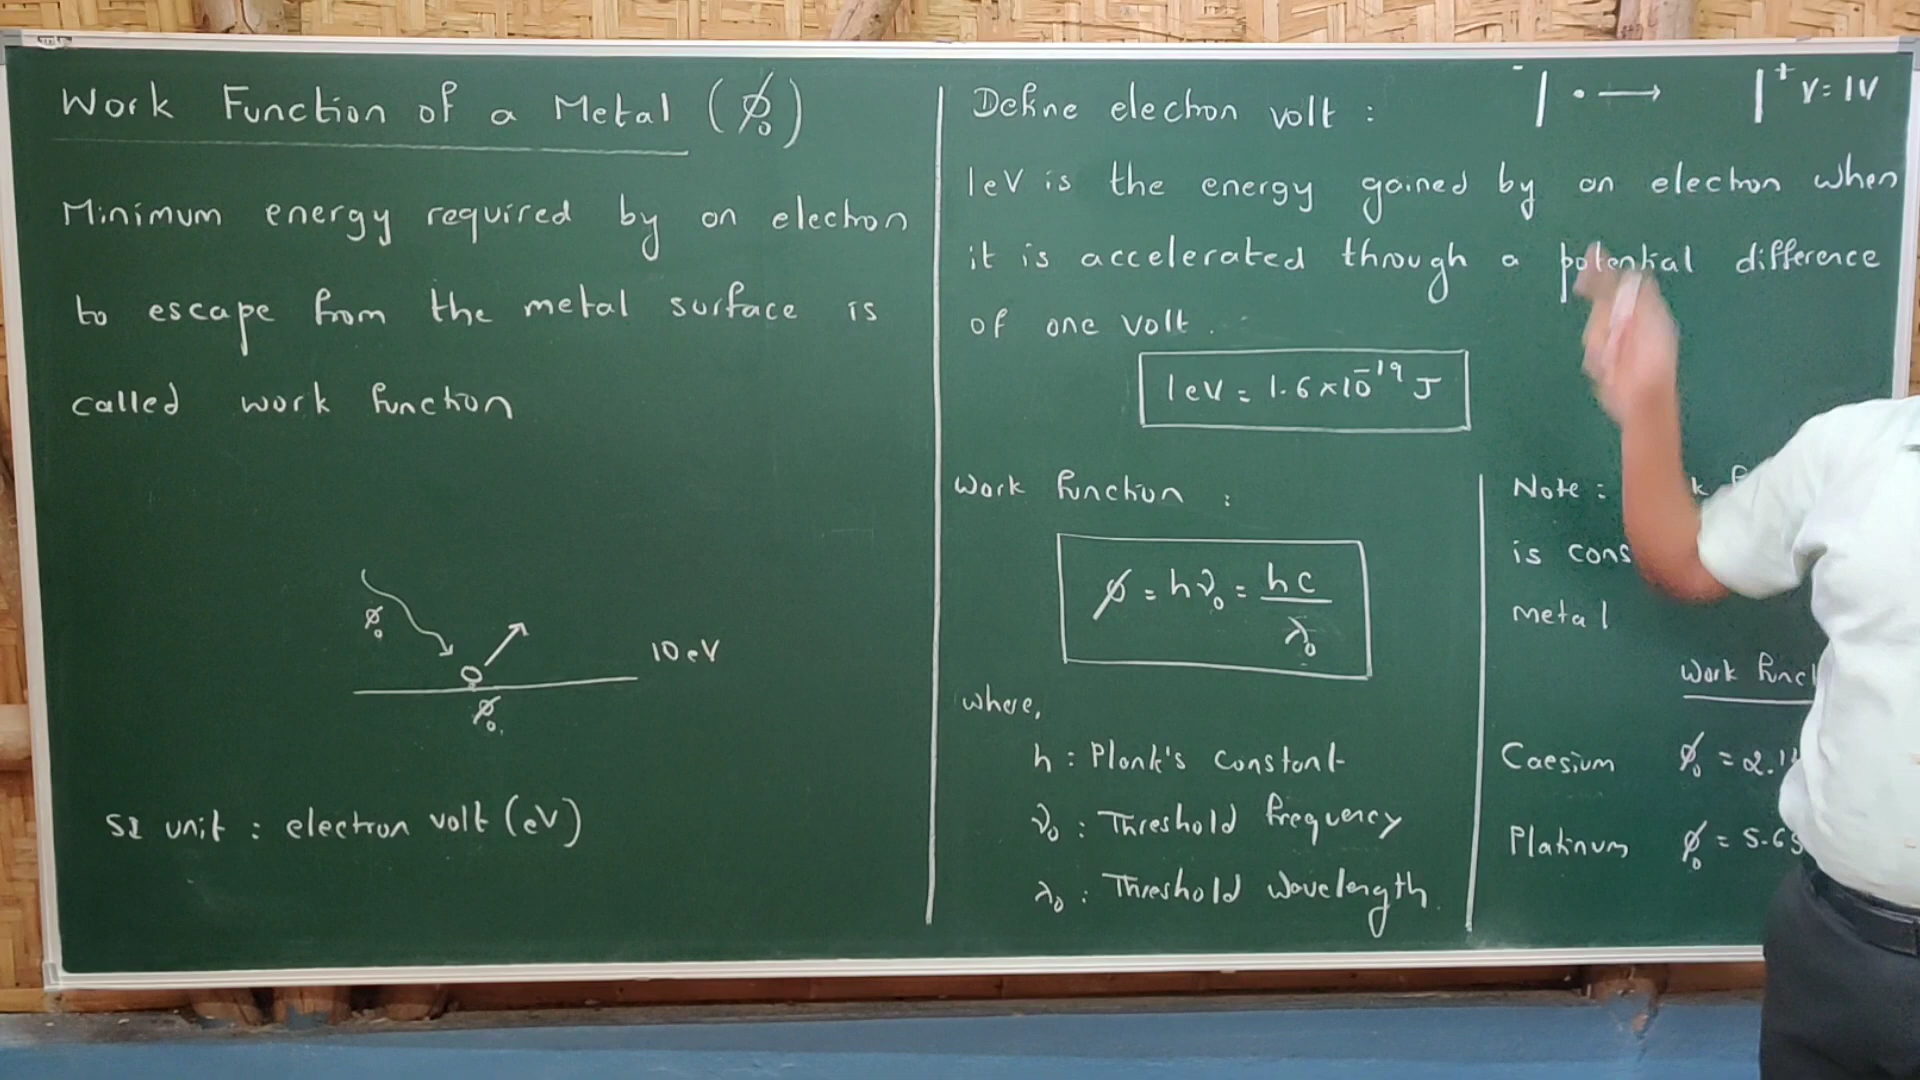 Work Function of a Metal (ϕ₀)
Minimum energy required by an electron
to escape from the metal surface is
called work function
ϕ₀
10 eV
ϕ₀
SI unit : electron volt (eV)
Define electron volt :
- + V = 1V
1eV is the energy gained by an electron when
it is accelerated through a potential difference
of one volt.
1eV = 1.6 × 10⁻¹⁹ J
Work function :
ϕ = hν₀ = hc / λ₀
where,
h : Plank's constant
ν₀ : Threshold frequency
λ₀ : Threshold wavelength.
Note :
is
metal
Work
Caesium ϕ₀ =
Platinum ϕ₀ =